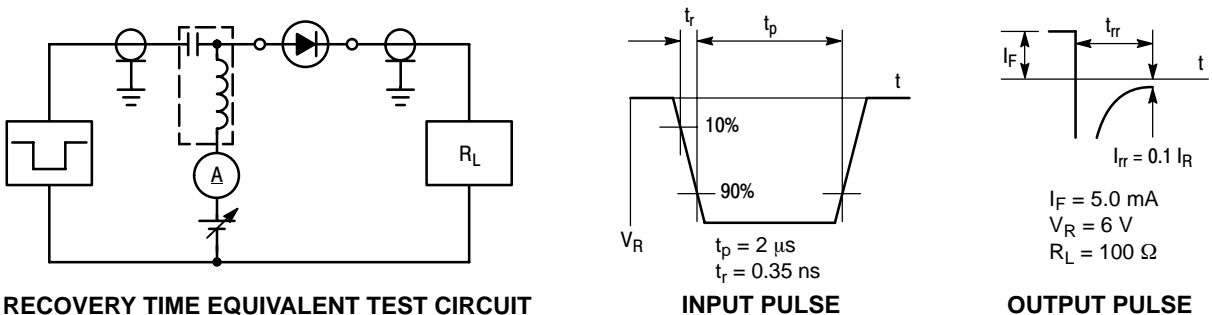 A
R_L
RECOVERY TIME EQUIVALENT TEST CIRCUIT
t_r
t_p
t
10%
90%
V_R
t_p = 2 μs
t_r = 0.35 ns
INPUT PULSE
t_rr
I_F
t
I_rr = 0.1 I_R
I_F = 5.0 mA
V_R = 6 V
R_L = 100 Ω
OUTPUT PULSE